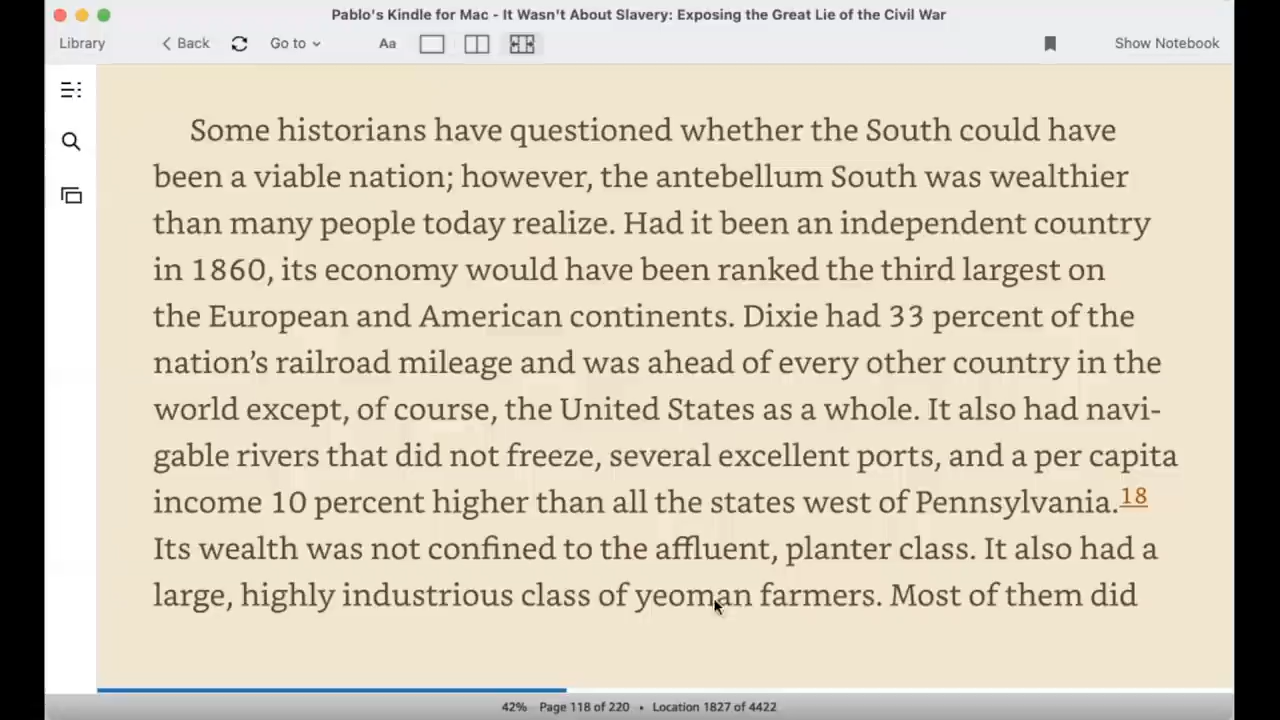 Pablo's Kindle for Mac - It Wasn't About Slavery: Exposing the Great Lie of the Civil War
Library
Back
Go to
Aa
Show Notebook
Some historians have questioned whether the South could have
been a viable nation; however, the antebellum South was wealthier
than many people today realize. Had it been an independent country
in 1860, its economy would have been ranked the third largest on
the European and American continents. Dixie had 33 percent of the
nation’s railroad mileage and was ahead of every other country in the
world except, of course, the United States as a whole. It also had navi-
gable rivers that did not freeze, several excellent ports, and a per capita
income 10 percent higher than all the states west of Pennsylvania.18
Its wealth was not confined to the affluent, planter class. It also had a
large, highly industrious class of yeoman farmers. Most of them did
42% Page 118 of 220 • Location 1827 of 4422